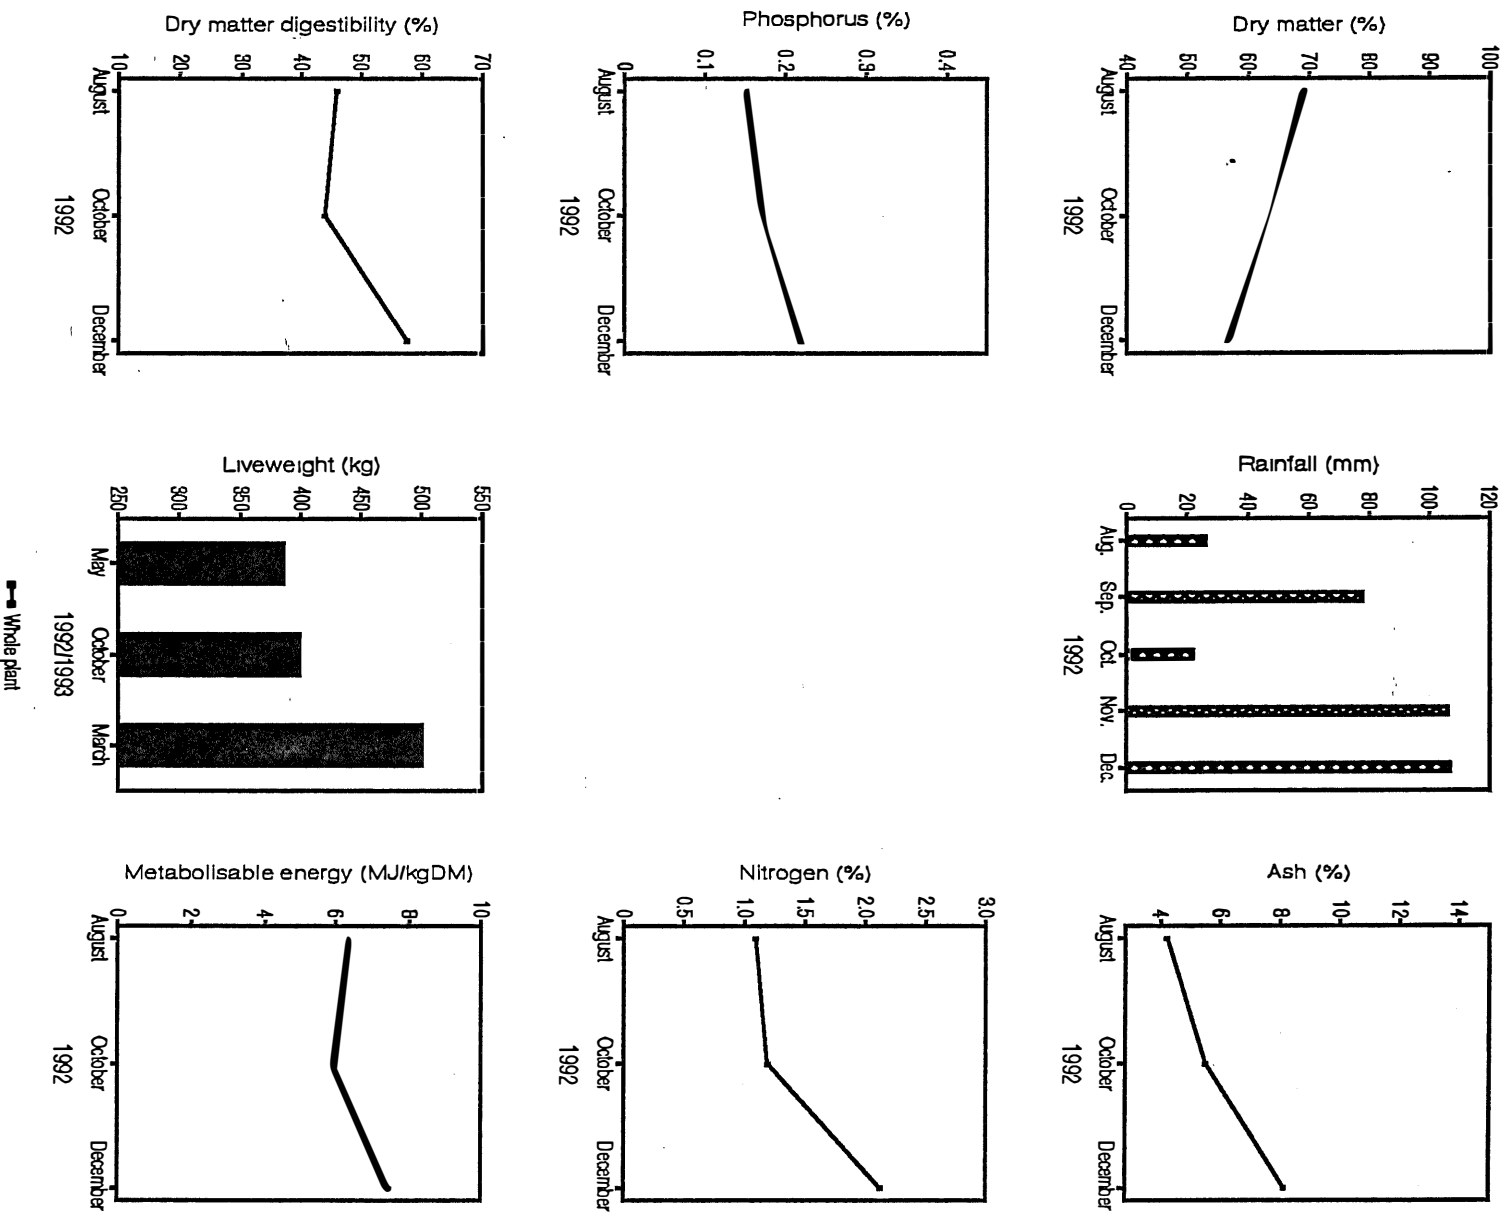 Dry matter (%)
100
90
80
70
60
50
40
August
October
December
1992
Rainfall (mm)
120
100
80
60
40
20
0
Aug.
Sep.
Oct.
Nov.
Dec.
1992
Ash (%)
14
12
10
8
6
4
August
October
December
1992
Phosphorus (%)
0.4
0.3
0.2
0.1
0
August
October
December
1992
Nitrogen (%)
3.0
2.5
2.0
1.5
1.0
0.5
0
August
October
December
1992
Dry matter digestibility (%)
70
60
50
40
30
20
10
August
October
December
1992
Liveweight (kg)
550
500
450
400
350
300
250
May
October
March
1992/1993
Metabolisable energy (MJ/kgDM)
10
8
6
4
2
0
August
October
December
1992
Whole plant